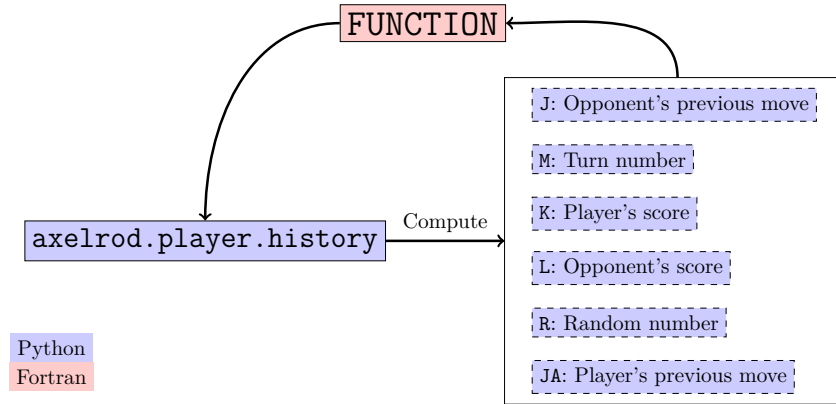 FUNCTION
J: Opponent's previous move
M: Turn number
K: Player's score
axelrod.player.history
Compute
L: Opponent's score
R: Random number
JA: Player's previous move
Python
Fortran